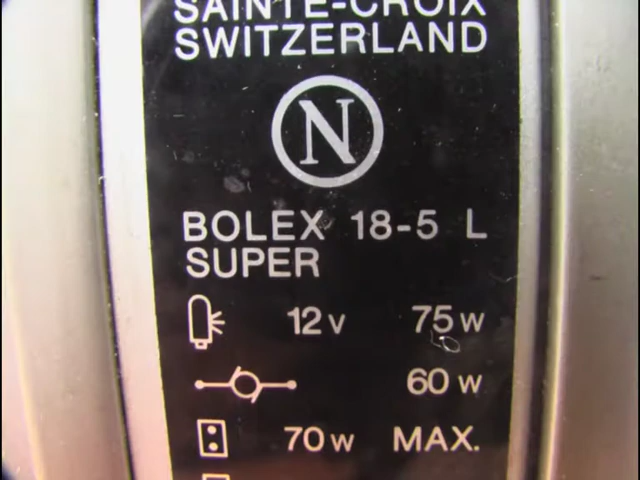 SAINTE-CROIX
SWITZERLAND
N
BOLEX 18-5 L
SUPER
12v 75w
60w
70w MAX.